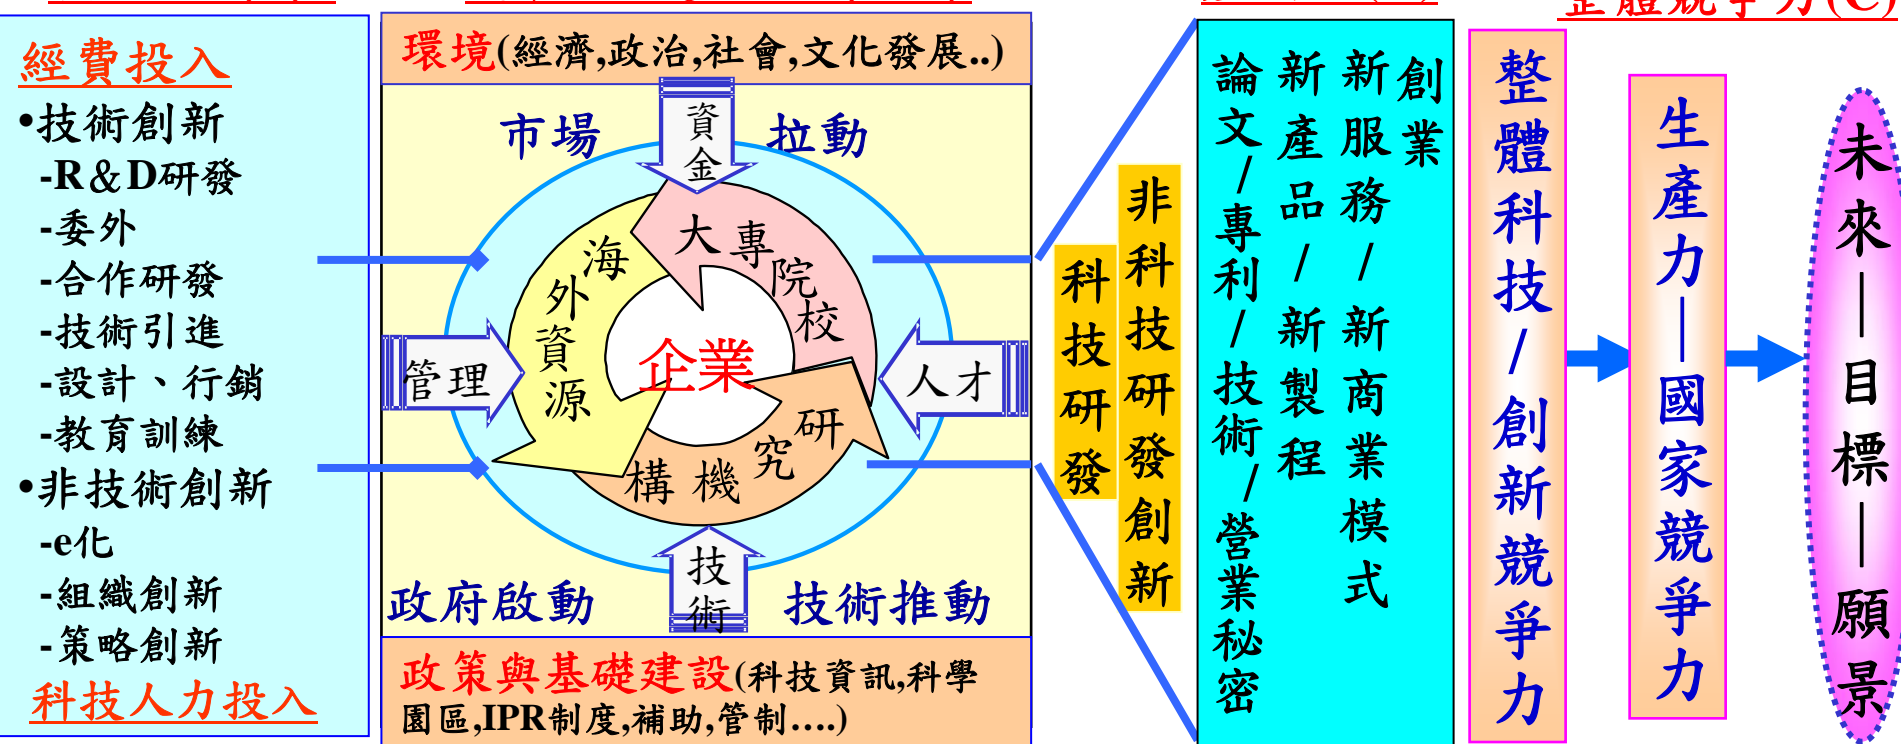 整體競爭力(C)
經費投入
•技術創新
-R&D研發
-委外
-合作研發
-技術引進
-設計、行銷
-教育訓練
•非技術創新
-e化
-組織創新
-策略創新
科技人力投入
環境(經濟,政治,社會,文化發展..)
市場
拉動
資金
大專院校
海外資源
企業
管理
人才
研究機構
技術
政府啟動
技術推動
政策與基礎建設(科技資訊,科學
園區,IPR制度,補助,管制....)
科技研發
非科技研發創新
論文/專利/技術/營業秘密
新產品/新製程
新服務/新商業模式
創業
整體科技/創新競爭力
生產力—國家競爭力
未來—目標—願景